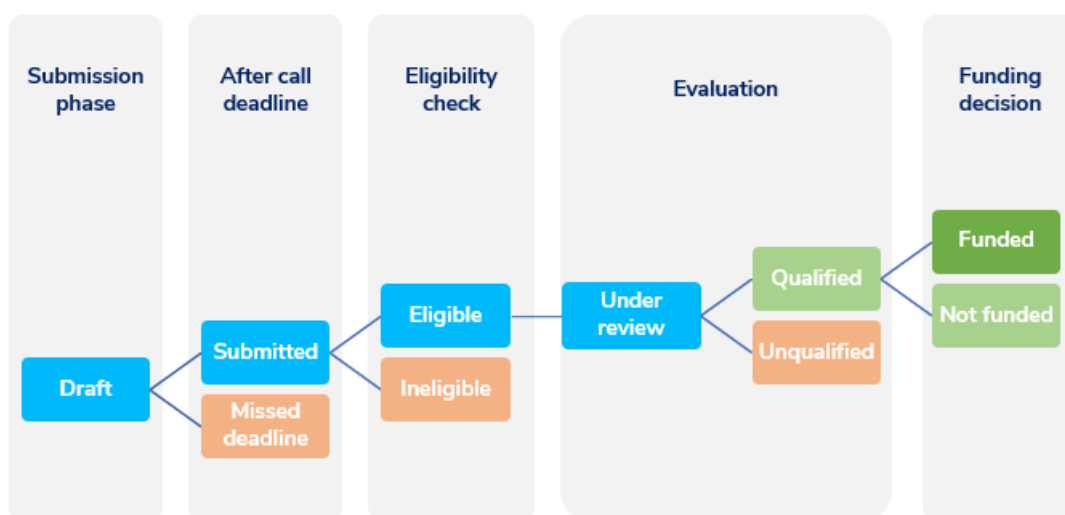 Submission
phase
After call
deadline
Eligibility
check
Evaluation
Funding
decision
Draft
Submitted
Missed
deadline
Eligible
Ineligible
Under
review
Qualified
Unqualified
Funded
Not funded